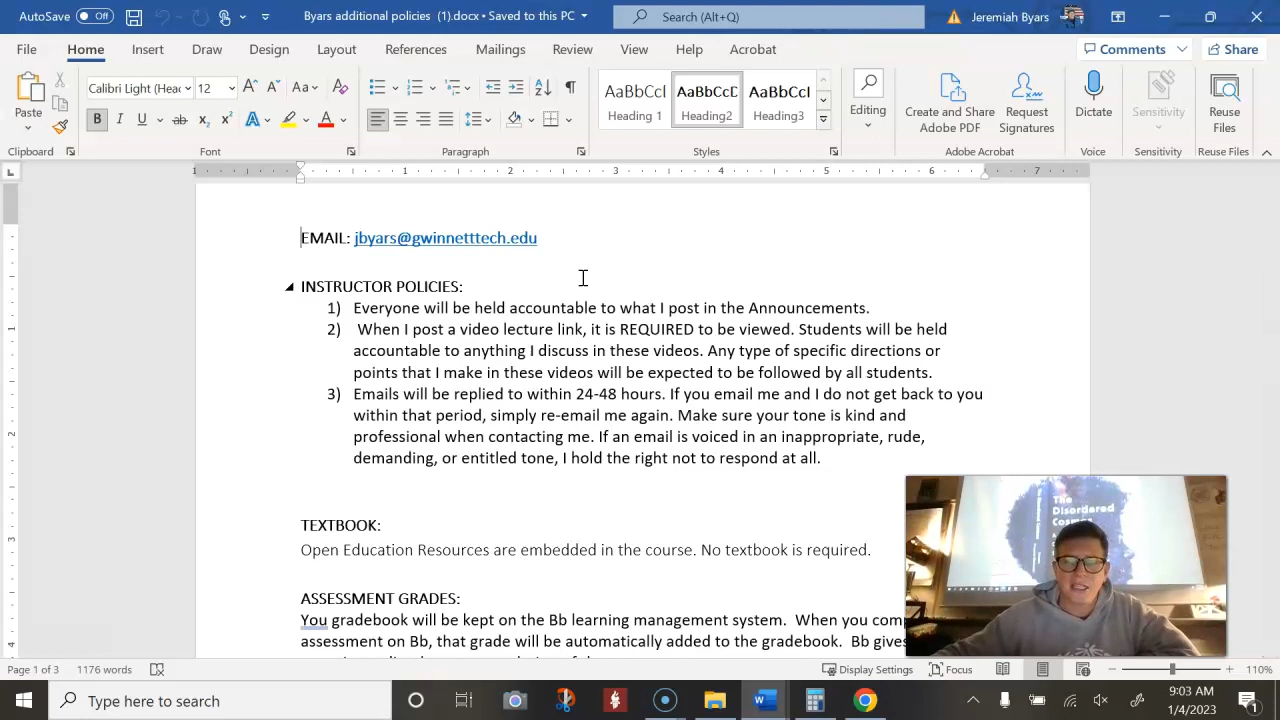 AutoSave Off
Byars additional policies (1).docx • Saved to this PC
Search (Alt+Q)
Jeremiah Byars
File Home Insert Draw Design Layout References Mailings Review View Help Acrobat
Comments Share
Paste
Calibri Light (Head 12
AaBbCcI AaBbCcD AaBbCcI
Heading 1 Heading2 Heading3
Editing
Create and Share Adobe PDF
Request Signatures
Dictate
Sensitivity
Reuse Files
Clipboard Font Paragraph Styles Adobe Acrobat Voice Sensitivity Reuse Files
1 1 2 3 4 5 6 7
EMAIL: jbyars@gwinnetttech.edu
INSTRUCTOR POLICIES:
1) Everyone will be held accountable to what I post in the Announcements.
2) When I post a video lecture link, it is REQUIRED to be viewed. Students will be held
accountable to anything I discuss in these videos. Any type of specific directions or
points that I make in these videos will be expected to be followed by all students.
3) Emails will be replied to within 24-48 hours. If you email me and I do not get back to you
within that period, simply re-email me again. Make sure your tone is kind and
professional when contacting me. If an email is voiced in an inappropriate, rude,
demanding, or entitled tone, I hold the right not to respond at all.
TEXTBOOK:
Open Education Resources are embedded in the course. No textbook is required.
ASSESSMENT GRADES:
You gradebook will be kept on the Bb learning management system. When you comp
assessment on Bb, that grade will be automatically added to the gradebook. Bb gives
The
Disordered
Cosmos
Page 1 of 3 1176 words
Display Settings Focus 110%
Type here to search
9:03 AM
1/4/2023